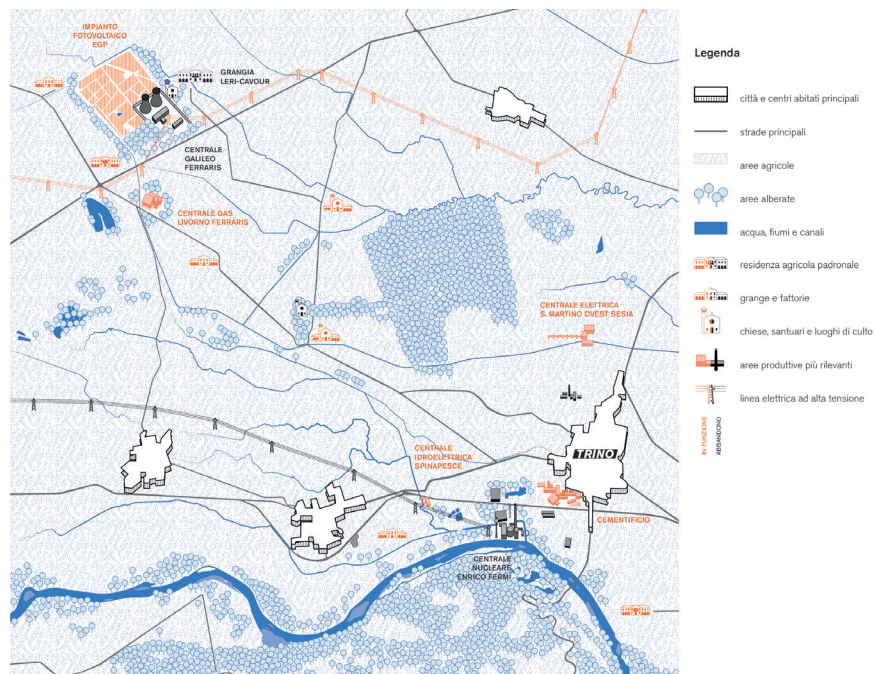 IMPIANTO
FOTOVOLTAICO
EGP
GRANGIA
LERI-CAVOUR
CENTRALE
GALILEO
FERRARIS
CENTRALE GAS
LIVORNO FERRARIS
CENTRALE ELETTRICA
S. MARTINO OVEST SESIA
CENTRALE
IDROELETTRICA
SPINAPESCE
TRINO
CEMENTIFICIO
CENTRALE
NUCLEARE
ENRICO FERMI
Legenda
città e centri abitati principali
strade principali
aree agricole
aree alberate
acqua, fiumi e canali
residenza agricola padronale
grange e fattorie
chiese, santuari e luoghi di culto
aree produttive più rilevanti
linea elettrica ad alta tensione
IN FUNZIONE
ABBANDONO